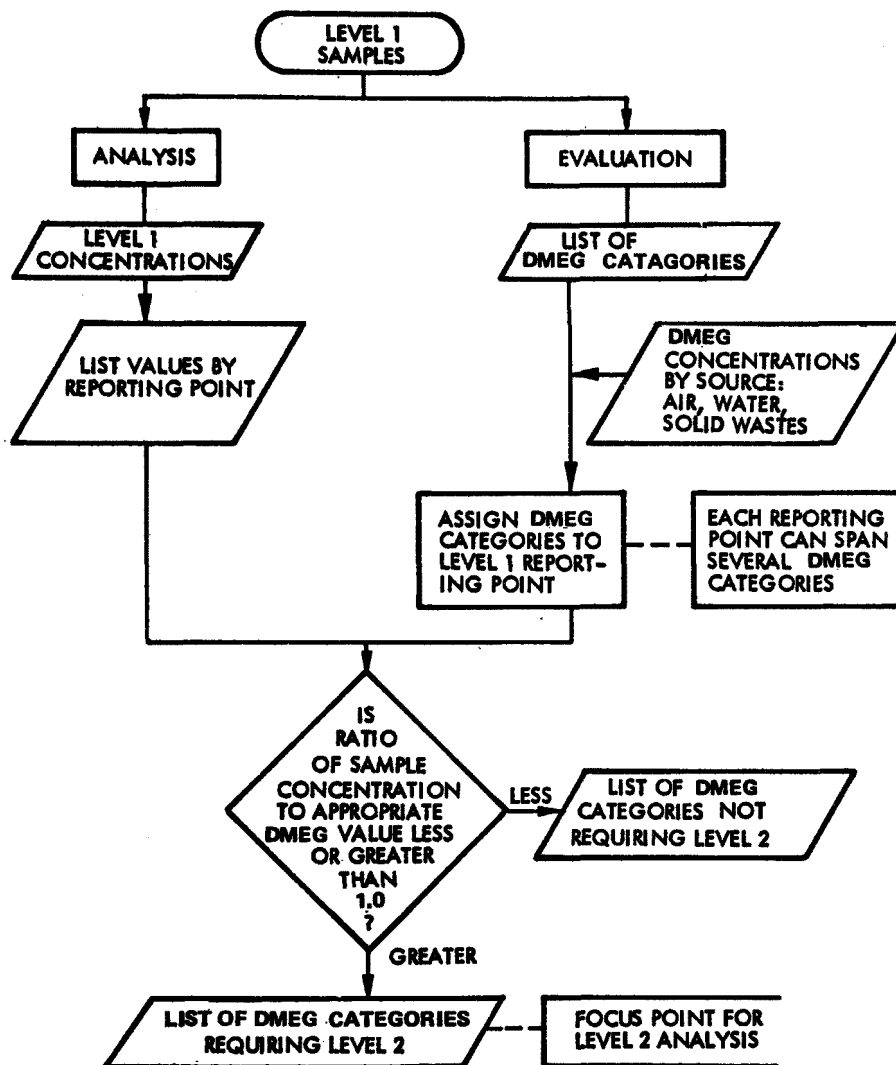 LEVEL 1
SAMPLES
ANALYSIS
EVALUATION
LEVEL 1
CONCENTRATIONS
LIST OF
DMEG CATAGORIES
LIST VALUES BY
REPORTING POINT
DMEG
CONCENTRATIONS
BY SOURCE:
AIR, WATER,
SOLID WASTES
ASSIGN DMEG
CATEGORIES TO
LEVEL 1 REPORT-
ING POINT
EACH REPORTING
POINT CAN SPAN
SEVERAL DMEG
CATEGORIES
IS
RATIO
OF SAMPLE
CONCENTRATION
TO APPROPRIATE
DMEG VALUE LESS
OR GREATER
THAN
1.0
?
LESS
LIST OF DMEG
CATEGORIES NOT
REQUIRING LEVEL 2
GREATER
LIST OF DMEG CATEGORIES
REQUIRING LEVEL 2
FOCUS POINT FOR
LEVEL 2 ANALYSIS